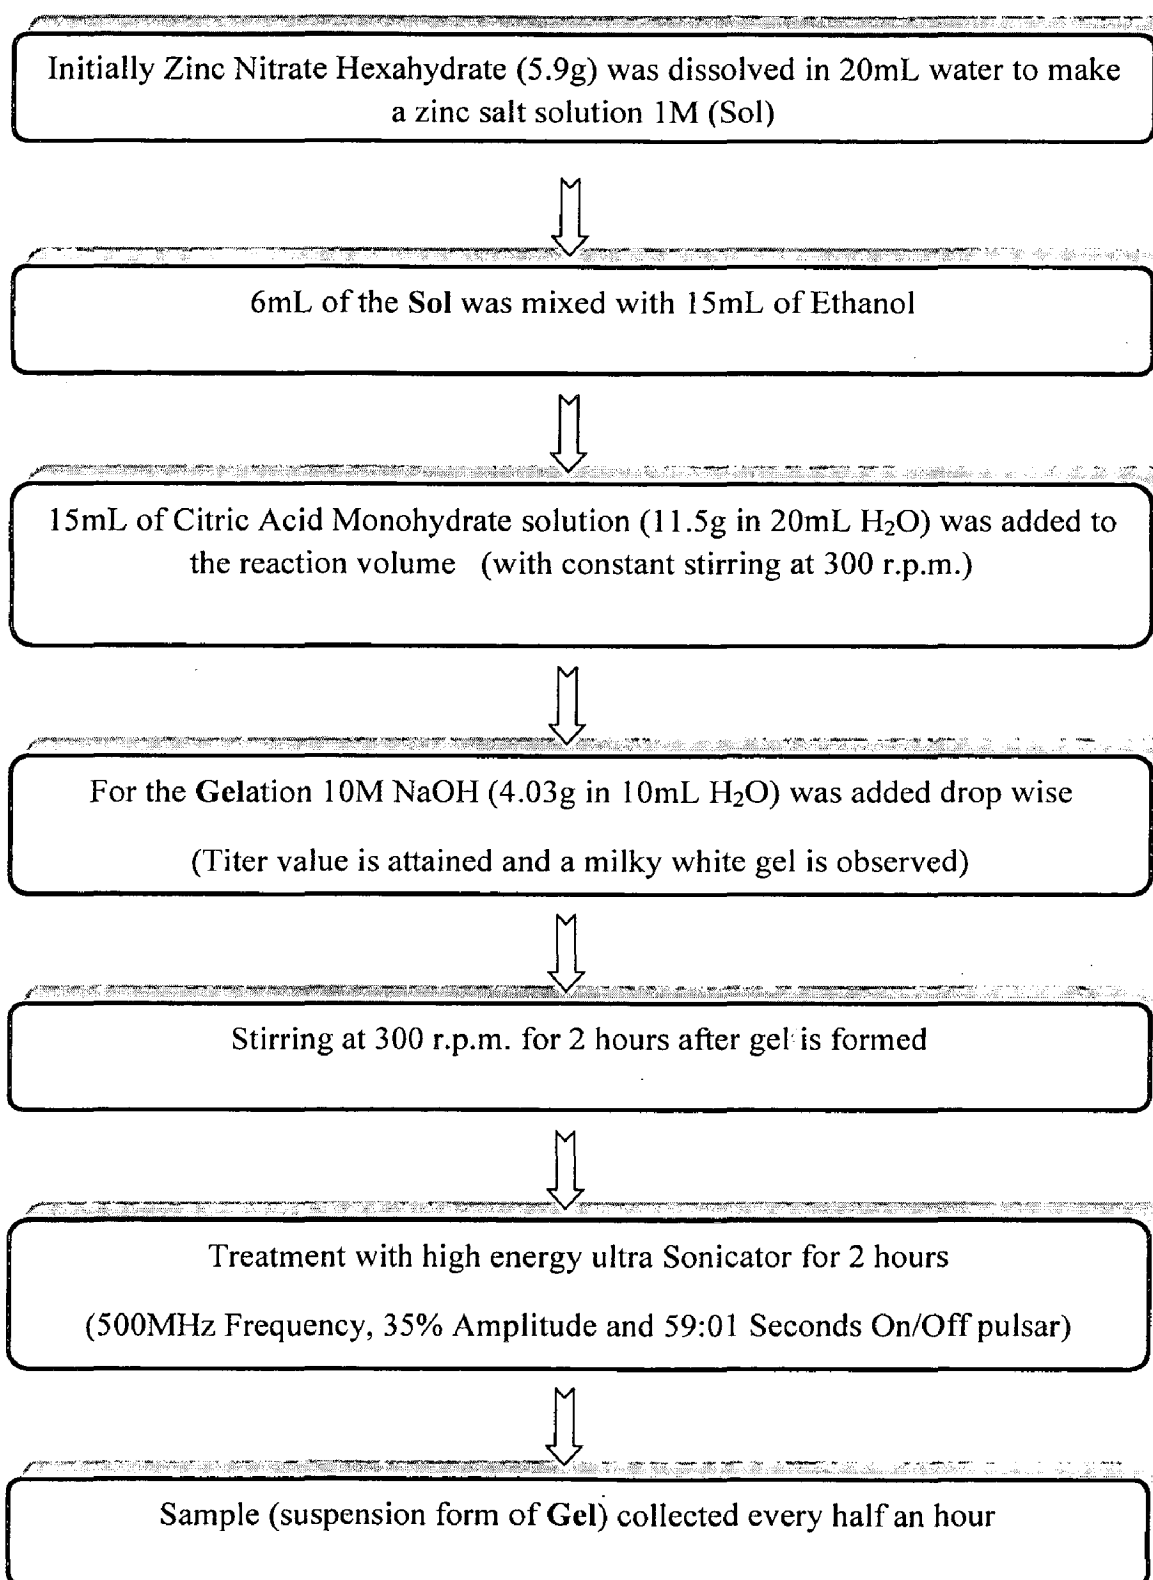 Initially Zinc Nitrate Hexahydrate (5.9g) was dissolved in 20mL water to make
a zinc salt solution 1M (Sol)
6mL of the Sol was mixed with 15mL of Ethanol
15mL of Citric Acid Monohydrate solution (11.5g in 20mL H₂O) was added to
the reaction volume (with constant stirring at 300 r.p.m.)
For the Gelation 10M NaOH (4.03g in 10mL H₂O) was added drop wise
(Titer value is attained and a milky white gel is observed)
Stirring at 300 r.p.m. for 2 hours after gel is formed
Treatment with high energy ultra Sonicator for 2 hours
(500MHz Frequency, 35% Amplitude and 59:01 Seconds On/Off pulsar)
Sample (suspension form of Gel) collected every half an hour